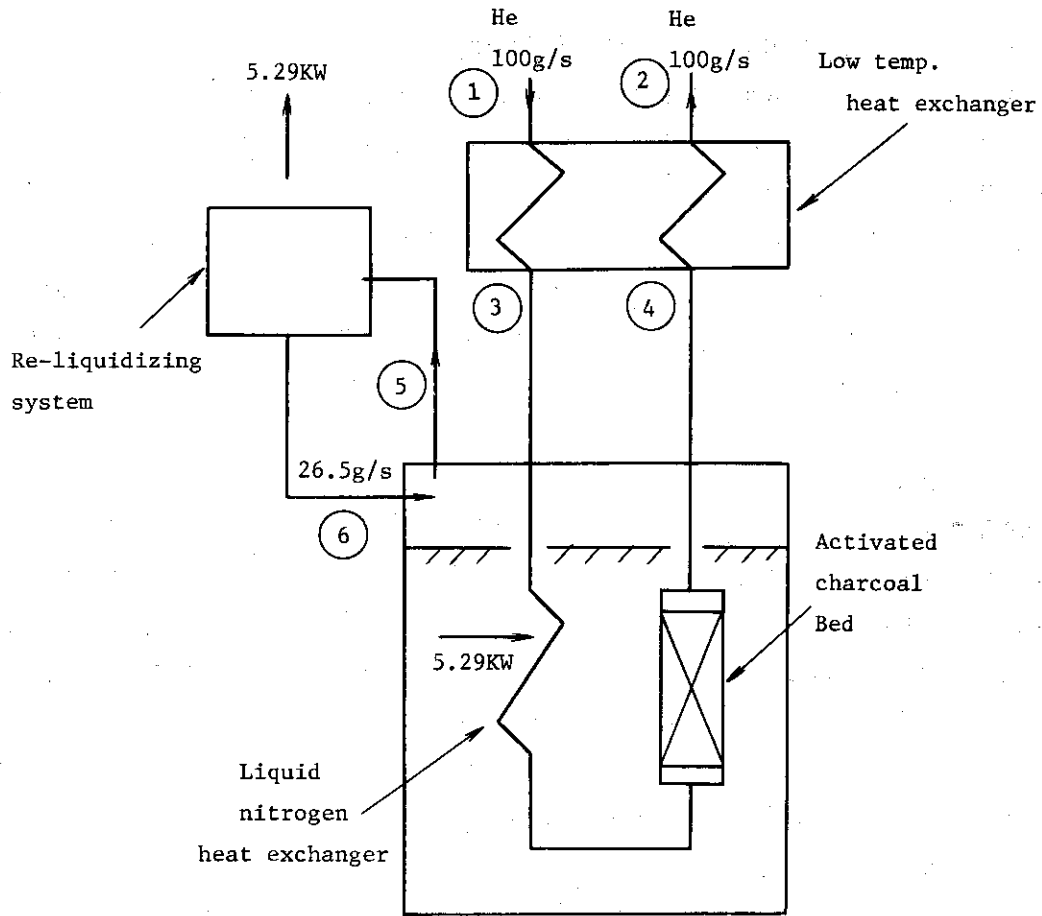 He
He
5.29KW
100g/s
100g/s
Low temp.
heat exchanger
1
2
3
4
Re-liquidizing
system
5
26.5g/s
6
Activated
charcoal
Bed
5.29KW
Liquid
nitrogen
heat exchanger